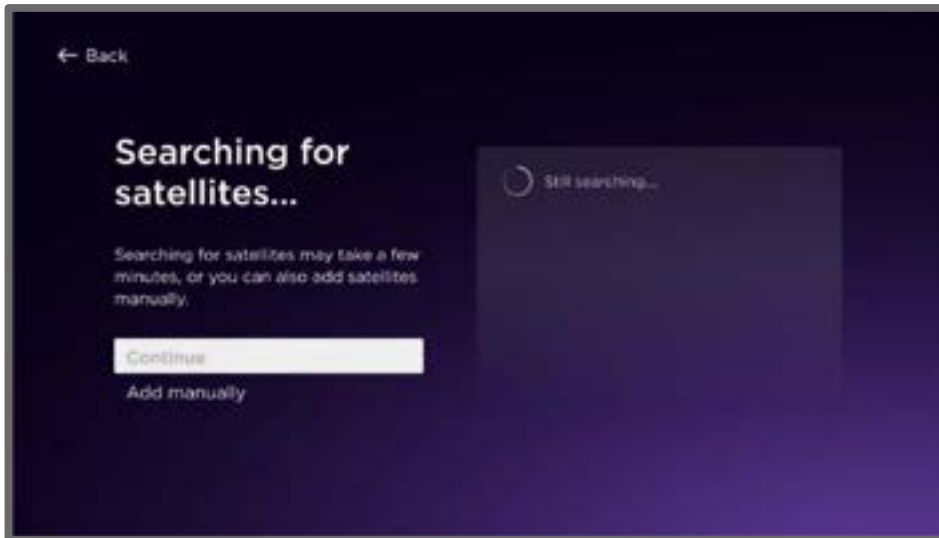 ← Back
Searching for
satellites...
Still searching...
Searching for satellites may take a few
minutes, or you can also add satellites
manually.
Continue
Add manually